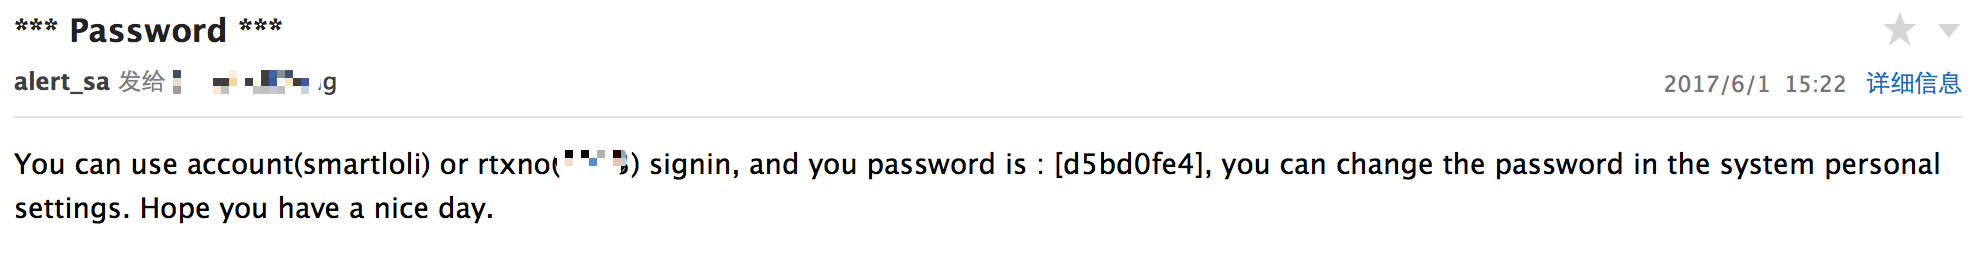 *** Password ***
alert_sa 发给 g
2017/6/1 15:22 详细信息
You can use account(smartloli) or rtxno( ) signin, and you password is : [d5bd0fe4], you can change the password in the system personal
settings. Hope you have a nice day.